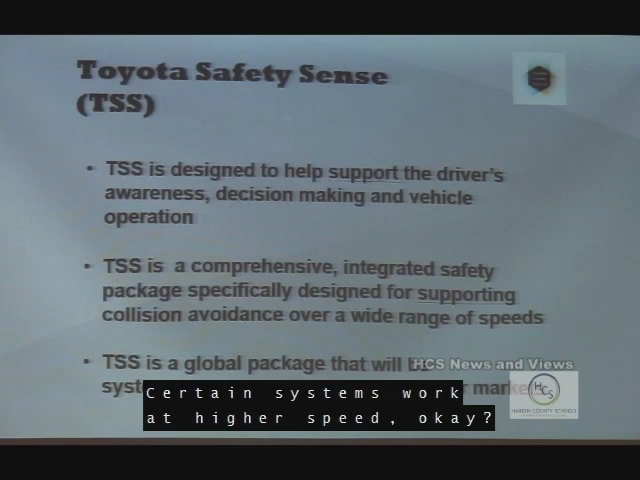 Toyota Safety Sense
(TSS)
• TSS is designed to help support the driver's
awareness, decision making and vehicle
operation
• TSS is a comprehensive, integrated safety
package specifically designed for supporting
collision avoidance over a wide range of speeds
• TSS is a global package that will
HCS News and Views
Certain systems work
at higher speed, okay?
HCS
HARDIN COUNTY SCHOOLS